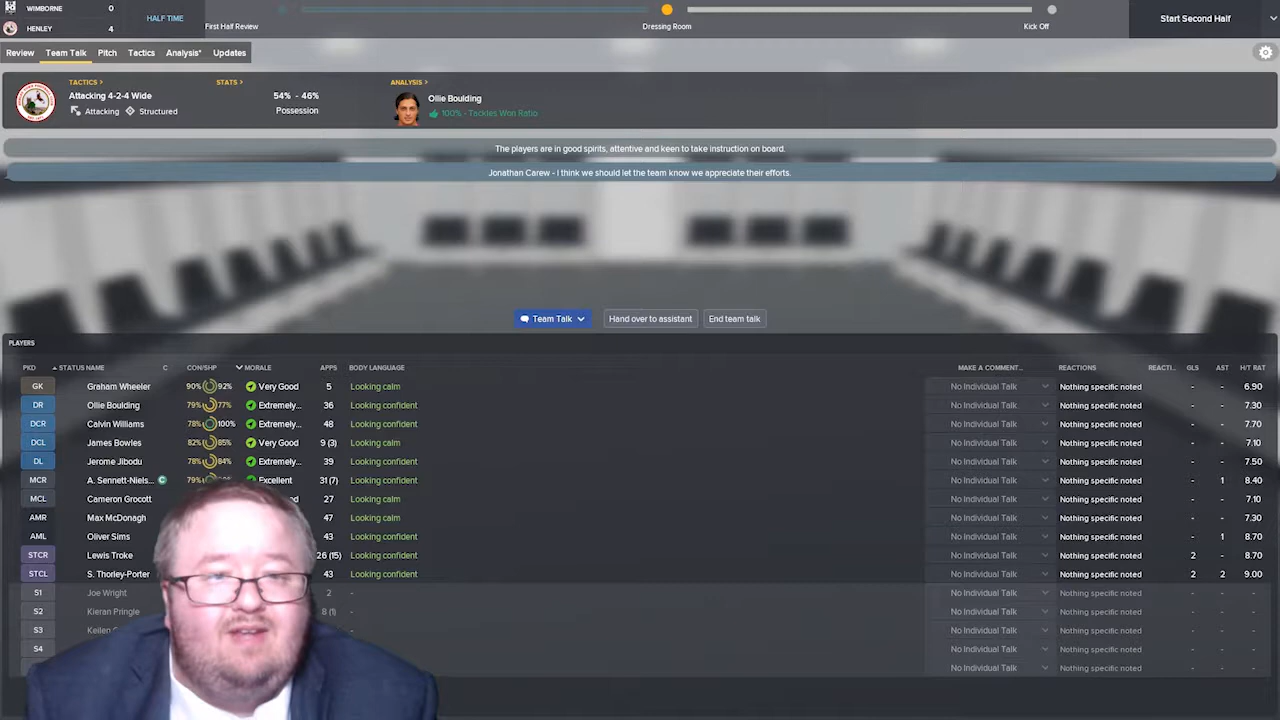 WIMBORNE 0
HENLEY 4
HALF TIME
First Half Review
Dressing Room
Kick Off
Start Second Half
Review Team Talk Pitch Tactics Analysis* Updates
TACTICS >
Attacking 4-2-4 Wide
Attacking Structured
STATS >
54% - 46%
Possession
ANALYSIS >
Ollie Boulding
100% - Tackles Won Ratio
The players are in good spirits, attentive and keen to take instruction on board.
Jonathan Carew - I think we should let the team know we appreciate their efforts.
Team Talk Hand over to assistant End team talk
PLAYERS
PKD STATUS NAME C CON/SHP MORALE APPS BODY LANGUAGE MAKE A COMMENT... REACTIONS REACTI... GLS AST H/T RAT
GK Graham Wheeler 90% 92% Very Good 5 Looking calm No Individual Talk Nothing specific noted - - 6.90
DR Ollie Boulding 79% 77% Extremely... 36 Looking confident No Individual Talk Nothing specific noted - - 7.30
DCR Calvin Williams 78% 100% Extremely... 48 Looking confident No Individual Talk Nothing specific noted - - 7.70
DCL James Bowles 82% 85% Very Good 9 (3) Looking calm No Individual Talk Nothing specific noted - - 7.10
DL Jerome Jibodu 78% 84% Extremely... 39 Looking confident No Individual Talk Nothing specific noted - - 7.50
MCR A. Sennett-Niels... C 79% Excellent 31 (7) Looking confident No Individual Talk Nothing specific noted - 1 8.40
MCL Cameron Grocott 27 Looking calm No Individual Talk Nothing specific noted - - 7.10
AMR Max McDonagh 47 Looking calm No Individual Talk Nothing specific noted - - 7.30
AML Oliver Sims 43 Looking confident No Individual Talk Nothing specific noted - 1 8.70
STCR Lewis Troke 26 (15) Looking confident No Individual Talk Nothing specific noted 2 - 8.70
STCL S. Thorley-Porter 43 Looking confident No Individual Talk Nothing specific noted 2 2 9.00
S1 Joe Wright 2 - No Individual Talk Nothing specific noted - - -
S2 Kieran Pringle 8 (1) - No Individual Talk Nothing specific noted - - -
S3 Keilen - No Individual Talk Nothing specific noted - - -
S4 No Individual Talk Nothing specific noted - - -
No Individual Talk Nothing specific noted - - -